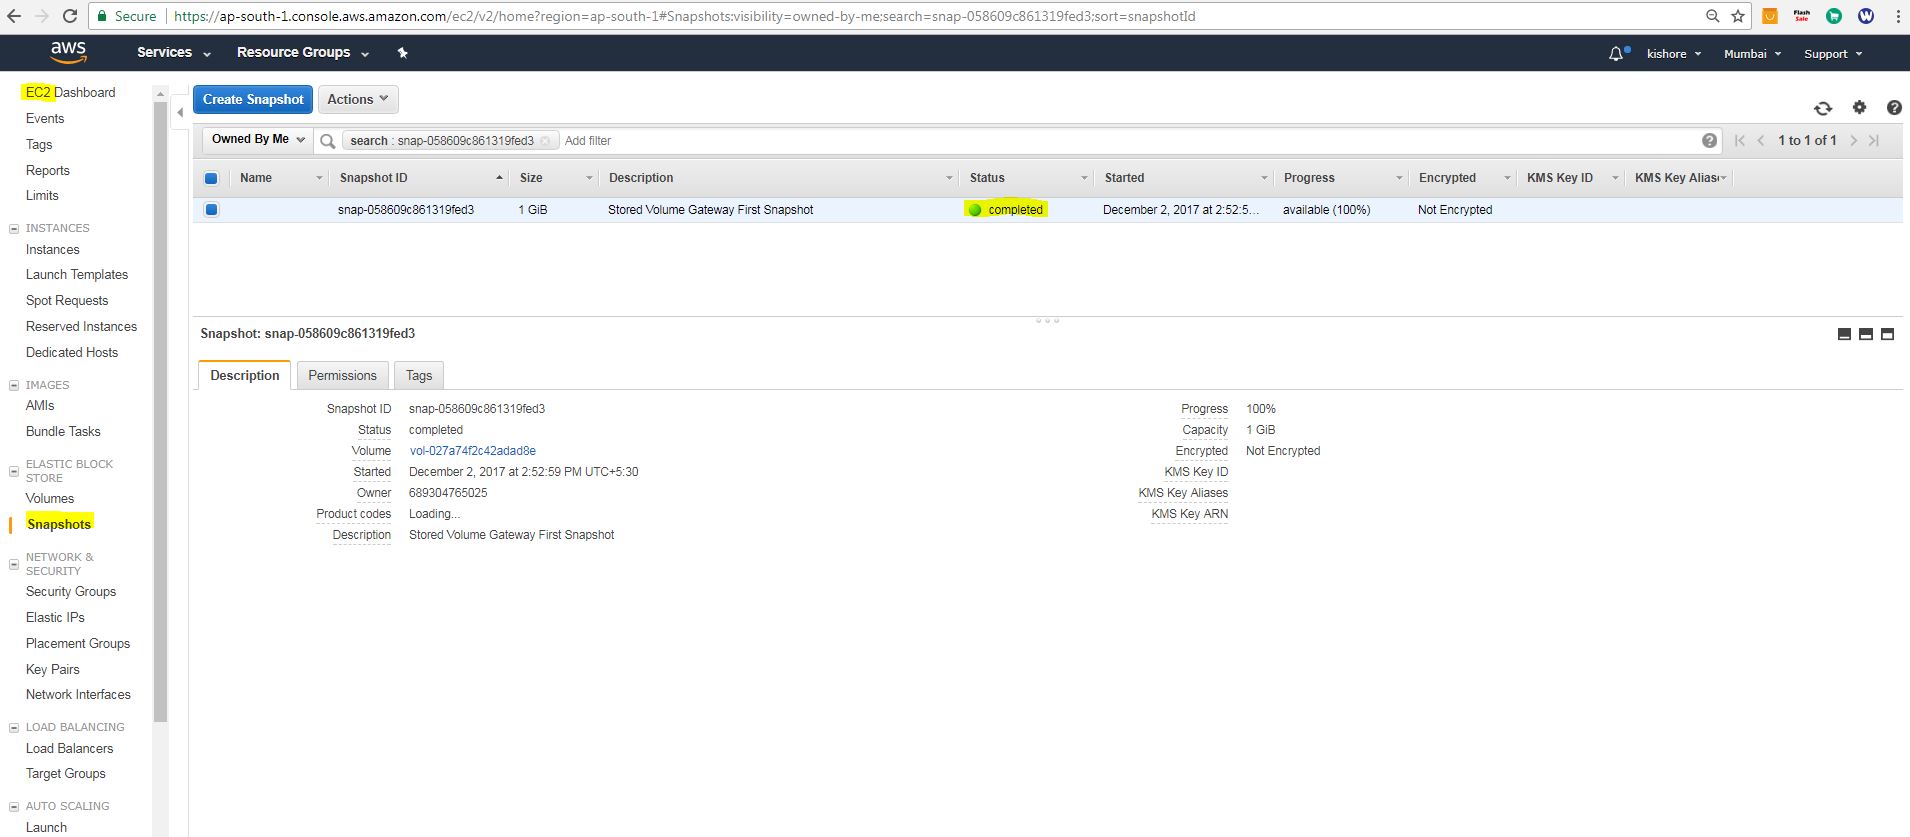 Secure https://ap-south-1.console.aws.amazon.com/ec2/v2/home?region=ap-south-1#Snapshots:visibility=owned-by-me;search=snap-058609c861319fed3;sort=snapshotId
Flash
Sale
W
aws Services Resource Groups kishore Mumbai Support
EC2 Dashboard
Events
Tags
Reports
Limits
INSTANCES
Instances
Launch Templates
Spot Requests
Reserved Instances
Dedicated Hosts
IMAGES
AMIs
Bundle Tasks
ELASTIC BLOCK
STORE
Volumes
Snapshots
NETWORK &
SECURITY
Security Groups
Elastic IPs
Placement Groups
Key Pairs
Network Interfaces
LOAD BALANCING
Load Balancers
Target Groups
AUTO SCALING
Launch
Create Snapshot Actions
Owned By Me search : snap-058609c861319fed3 Add filter 1 to 1 of 1
Name Snapshot ID Size Description Status Started Progress Encrypted KMS Key ID KMS Key Alias
snap-058609c861319fed3 1 GiB Stored Volume Gateway First Snapshot completed December 2, 2017 at 2:52:5... available (100%) Not Encrypted
Snapshot: snap-058609c861319fed3
Description Permissions Tags
Snapshot ID snap-058609c861319fed3
Status completed
Volume vol-027a74f2c42adad8e
Started December 2, 2017 at 2:52:59 PM UTC+5:30
Owner 689304765025
Product codes Loading...
Description Stored Volume Gateway First Snapshot
Progress 100%
Capacity 1 GiB
Encrypted Not Encrypted
KMS Key ID
KMS Key Aliases
KMS Key ARN